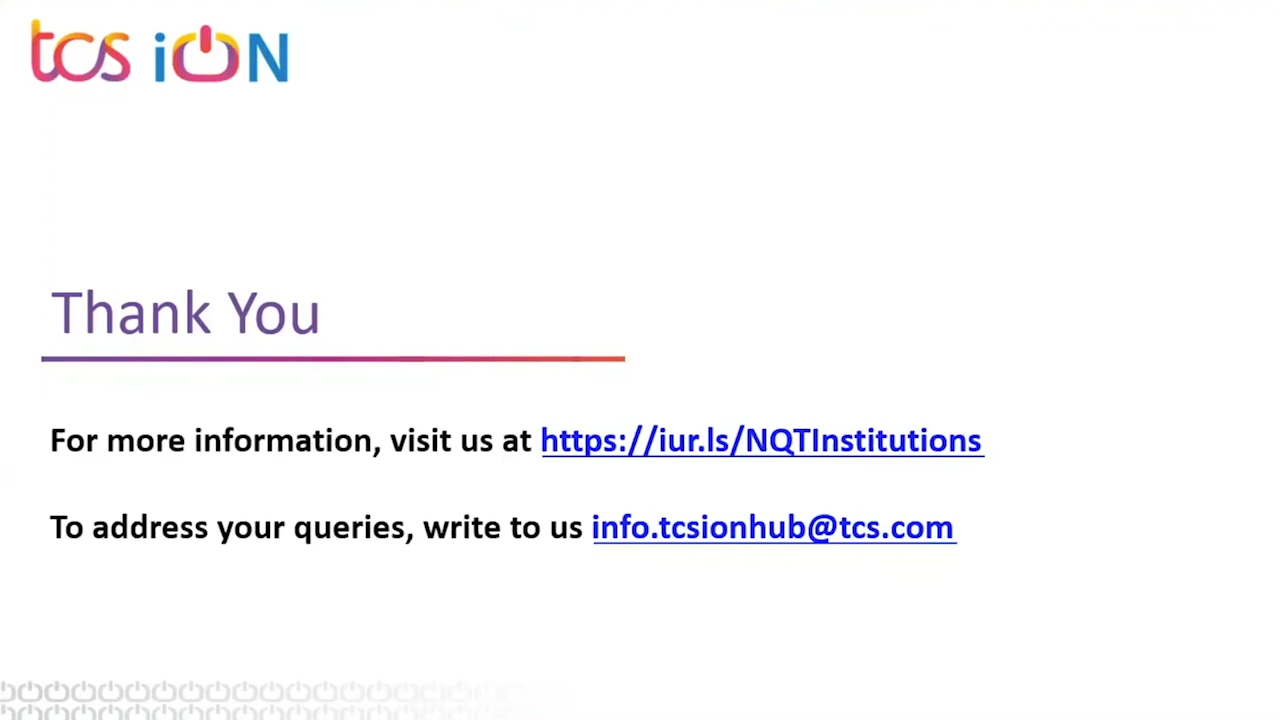 tcs iON
Thank You
For more information, visit us at https://iur.ls/NQTInstitutions
To address your queries, write to us info.tcsionhub@tcs.com